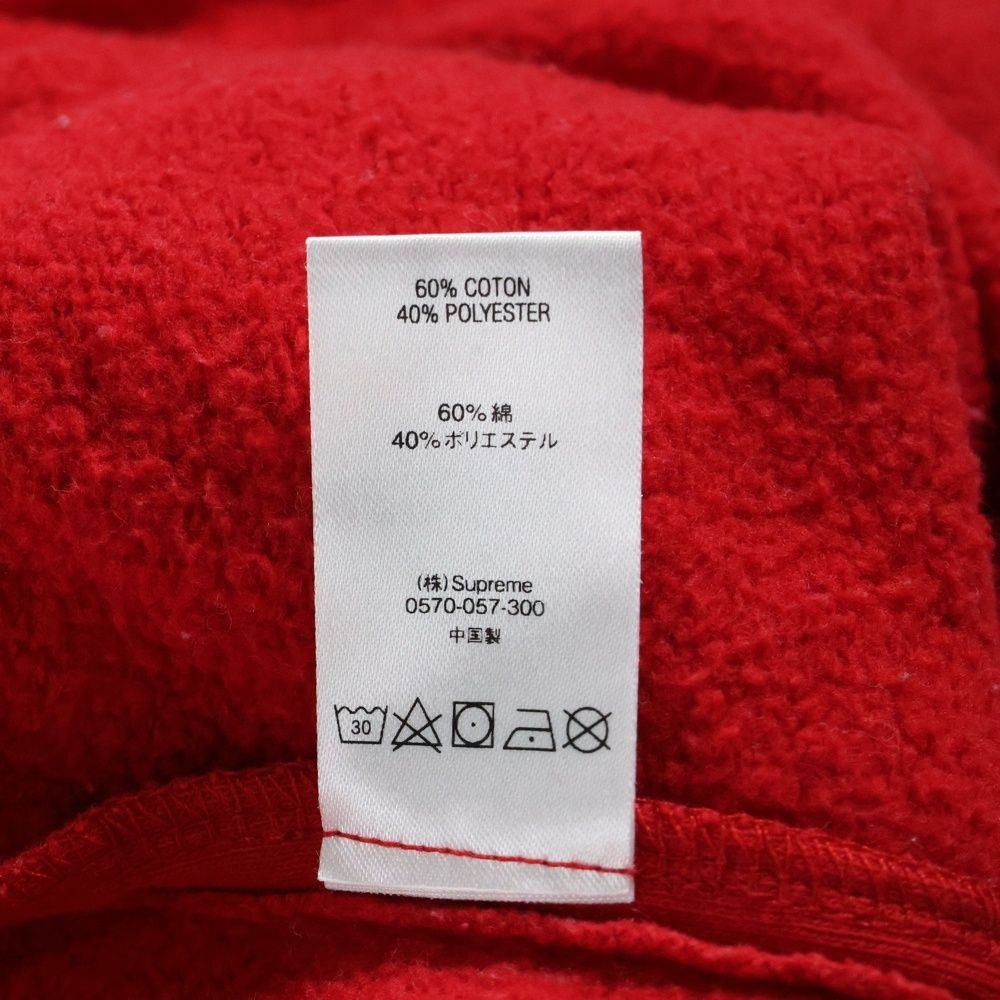 60% COTON
40% POLYESTER
60%綿
40%ポリエステル
(株)Supreme
0570-057-300
中国製
30